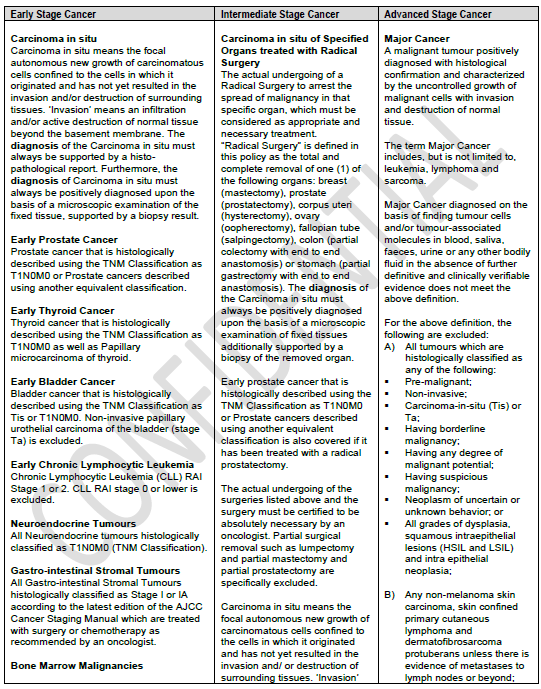 Early Stage Cancer
Carcinoma in situ
Carcinoma in situ means the focal
autonomous new growth of carcinomatous
cells confined to the cells in which it
originated and has not yet resulted in the
invasion and/or destruction of surrounding
tissues. ‘Invasion’ means an infiltration
and/or active destruction of normal tissue
beyond the basement membrane. The
diagnosis of the Carcinoma in situ must
always be supported by a histo-
pathological report. Furthermore, the
diagnosis of Carcinoma in situ must
always be positively diagnosed upon the
basis of a microscopic examination of the
fixed tissue, supported by a biopsy result.
Early Prostate Cancer
Prostate cancer that is histologically
described using the TNM Classification as
T1N0M0 or Prostate cancers described
using another equivalent classification.
Early Thyroid Cancer
Thyroid cancer that is histologically
described using the TNM Classification as
T1N0M0 as well as Papillary
microcarcinoma of thyroid.
Early Bladder Cancer
Bladder cancer that is histologically
described using the TNM Classification as
Tis or T1N0M0. Non-invasive papillary
urothelial carcinoma of the bladder (stage
Ta) is excluded.
Early Chronic Lymphocytic Leukemia
Chronic Lymphocytic Leukemia (CLL) RAI
Stage 1 or 2. CLL RAI stage 0 or lower is
excluded.
Neuroendocrine Tumours
All Neuroendocrine tumours histologically
classified as T1N0M0 (TNM Classification).
Gastro-intestinal Stromal Tumours
All Gastro-intestinal Stromal Tumours
histologically classified as Stage I or IA
according to the latest edition of the AJCC
Cancer Staging Manual which are treated
with surgery or chemotherapy as
recommended by an oncologist.
Bone Marrow Malignancies
Intermediate Stage Cancer
Carcinoma in situ of Specified
Organs treated with Radical
Surgery
The actual undergoing of a
Radical Surgery to arrest the
spread of malignancy in that
specific organ, which must be
considered as appropriate and
necessary treatment.
“Radical Surgery” is defined in
this policy as the total and
complete removal of one (1) of
the following organs: breast
(mastectomy), prostate
(prostatectomy), corpus uteri
(hysterectomy), ovary
(oopherectomy), fallopian tube
(salpingectomy), colon (partial
colectomy with end to end
anastomosis) or stomach (partial
gastrectomy with end to end
anastomosis). The diagnosis of
the Carcinoma in situ must
always be positively diagnosed
upon the basis of a microscopic
examination of fixed tissues
additionally supported by a
biopsy of the removed organ.
Early prostate cancer that is
histologically described using the
TNM Classification as T1N0M0
or Prostate cancers described
using another equivalent
classification is also covered if it
has been treated with a radical
prostatectomy.
The actual undergoing of the
surgeries listed above and the
surgery must be certified to be
absolutely necessary by an
oncologist. Partial surgical
removal such as lumpectomy
and partial mastectomy and
partial prostatectomy are
specifically excluded.
Carcinoma in situ means the
focal autonomous new growth of
carcinomatous cells confined to
the cells in which it originated
and has not yet resulted in the
invasion and/ or destruction of
surrounding tissues. ‘Invasion’
Advanced Stage Cancer
Major Cancer
A malignant tumour positively
diagnosed with histological
confirmation and characterized
by the uncontrolled growth of
malignant cells with invasion
and destruction of normal
tissue.
The term Major Cancer
includes, but is not limited to,
leukemia, lymphoma and
sarcoma.
Major Cancer diagnosed on the
basis of finding tumour cells
and/or tumour-associated
molecules in blood, saliva,
faeces, urine or any other bodily
fluid in the absence of further
definitive and clinically verifiable
evidence does not meet the
above definition.
For the above definition, the
following are excluded:
A) All tumours which are
histologically classified as
any of the following:
▪ Pre-malignant;
▪ Non-invasive;
▪ Carcinoma-in-situ (Tis) or
Ta;
▪ Having borderline
malignancy;
▪ Having any degree of
malignant potential;
▪ Having suspicious
malignancy;
▪ Neoplasm of uncertain or
unknown behavior; or
▪ All grades of dysplasia,
squamous intraepithelial
lesions (HSIL and LSIL)
and intra epithelial
neoplasia;
B) Any non-melanoma skin
carcinoma, skin confined
primary cutaneous
lymphoma and
dermatofibrosarcoma
protuberans unless there is
evidence of metastases to
lymph nodes or beyond;
CONFIDENTIAL